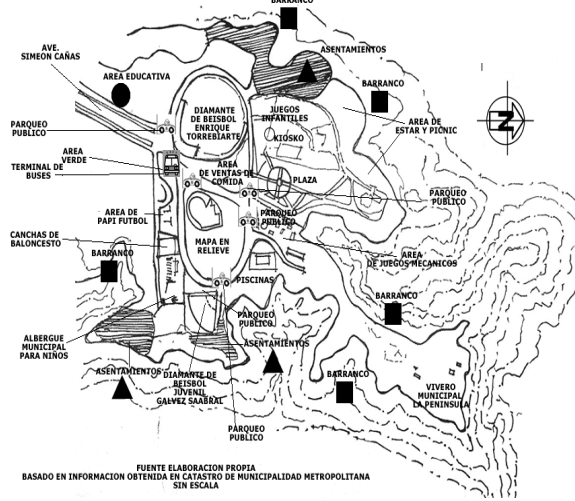 BARRANCO
AVE.
SIMEON CAÑAS
ASENTAMIENTOS
AREA EDUCATIVA
BARRANCO
DIAMANTE
DE BEISBOL
ENRIQUE
TORREBIARTE
JUEGOS
INFANTILES
AREA DE
ESTAR Y PICNIC
N
PARQUEO
PUBLICO
KIOSKO
AREA
VERDE
TERMINAL DE
BUSES
AREA
DE VENTAS DE
COMIDA
PLAZA
PARQUEO
PUBLICO
AREA DE
PAPI FUTBOL
PARQUEO
PUBLICO
CANCHAS DE
BALONCESTO
MAPA EN
RELIEVE
BARRANCO
AREA
DE JUEGOS MECANICOS
PISCINAS
BARRANCO
PARQUEO
PUBLICO
ALBERGUE
MUNICIPAL
PARA NIÑOS
ASENTAMIENTOS
ASENTAMIENTOS
DIAMANTE DE
BEISBOL
JUVENIL
GALVEZ SAABRAL
BARRANCO
VIVERO
MUNICIPAL
LA PENINSULA
PARQUEO
PUBLICO
FUENTE ELABORACION PROPIA
BASADO EN INFORMACION OBTENIDA EN CATASTRO DE MUNICIPALIDAD METROPOLITANA
SIN ESCALA